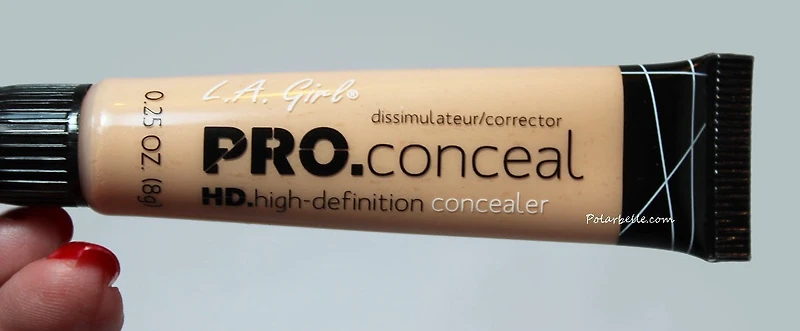 L.A. Girl®
dissimulateur/corrector
PRO.conceal
HD.high-definition concealer
0.25 OZ. (8g)
Polarbelle.com